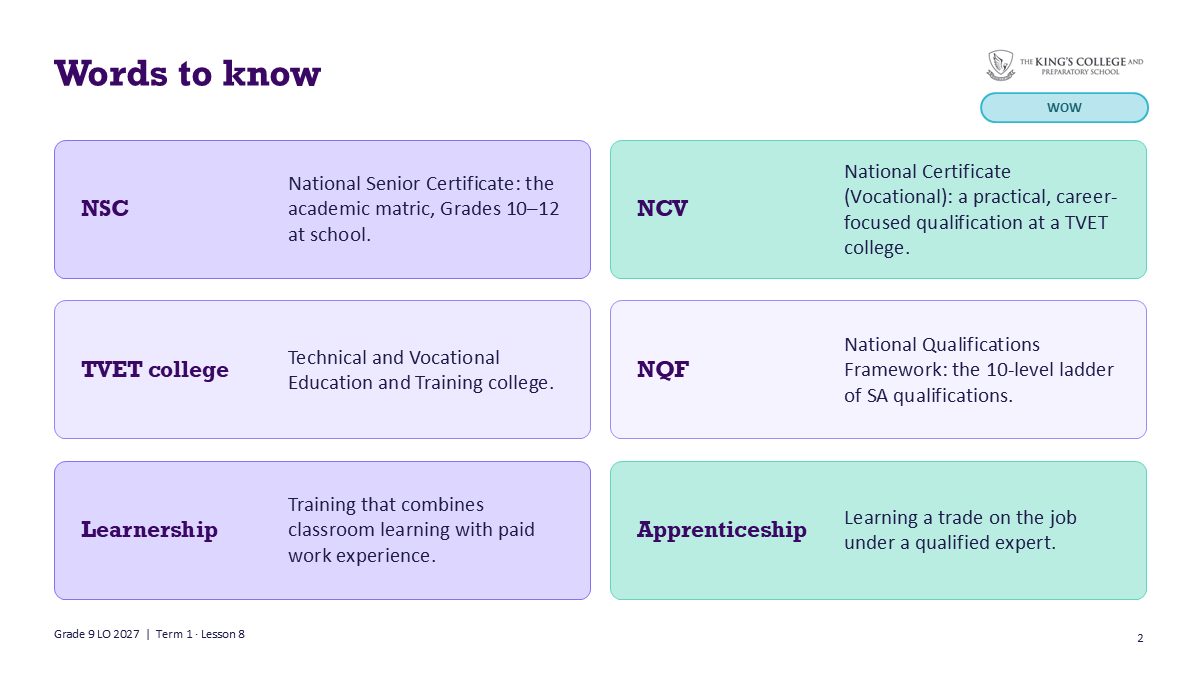 Words to know
THE KING'S COLLEGE AND
PREPARATORY SCHOOL
WOW
NSC
National Senior Certificate: the
academic matric, Grades 10–12
at school.
NCV
National Certificate
(Vocational): a practical, career-
focused qualification at a TVET
college.
TVET college
Technical and Vocational
Education and Training college.
NQF
National Qualifications
Framework: the 10-level ladder
of SA qualifications.
Learnership
Training that combines
classroom learning with paid
work experience.
Apprenticeship
Learning a trade on the job
under a qualified expert.
Grade 9 LO 2027 | Term 1 · Lesson 8
2